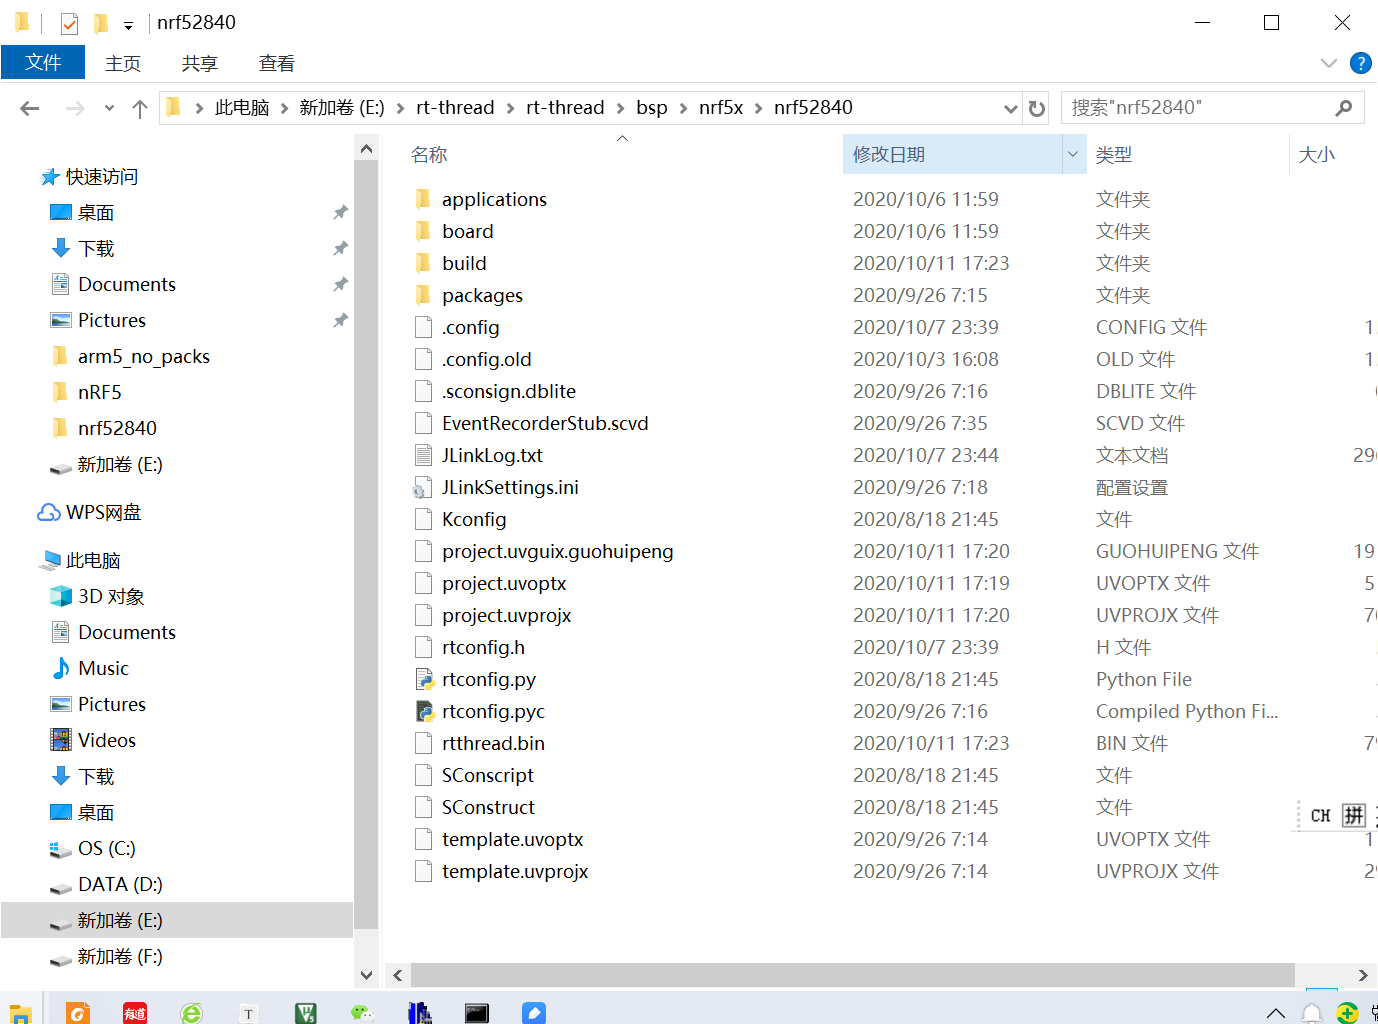 nrf52840
文件 主页 共享 查看
此电脑 新加卷 (E:) rt-thread rt-thread bsp nrf5x nrf52840 搜索"nrf52840"
快速访问
桌面
下载
Documents
Pictures
arm5_no_packs
nRF5
nrf52840
新加卷 (E:)
WPS网盘
此电脑
3D 对象
Documents
Music
Pictures
Videos
下载
桌面
OS (C:)
DATA (D:)
新加卷 (E:)
新加卷 (F:)
名称 修改日期 类型 大小
applications 2020/10/6 11:59 文件夹
board 2020/10/6 11:59 文件夹
build 2020/10/11 17:23 文件夹
packages 2020/9/26 7:15 文件夹
.config 2020/10/7 23:39 CONFIG 文件
.config.old 2020/10/3 16:08 OLD 文件
.sconsign.dblite 2020/9/26 7:16 DBLITE 文件
EventRecorderStub.scvd 2020/9/26 7:35 SCVD 文件
JLinkLog.txt 2020/10/7 23:44 文本文档
JLinkSettings.ini 2020/9/26 7:18 配置设置
Kconfig 2020/8/18 21:45 文件
project.uvguix.guohuipeng 2020/10/11 17:20 GUOHUIPENG 文件 19
project.uvoptx 2020/10/11 17:19 UVOPTX 文件 5
project.uvprojx 2020/10/11 17:20 UVPROJX 文件
rtconfig.h 2020/10/7 23:39 H 文件
rtconfig.py 2020/8/18 21:45 Python File
rtconfig.pyc 2020/9/26 7:16 Compiled Python Fi...
rtthread.bin 2020/10/11 17:23 BIN 文件
SConscript 2020/8/18 21:45 文件
SConstruct 2020/8/18 21:45 文件
template.uvoptx 2020/9/26 7:14 UVOPTX 文件
template.uvprojx 2020/9/26 7:14 UVPROJX 文件
CH 拼
有道
T